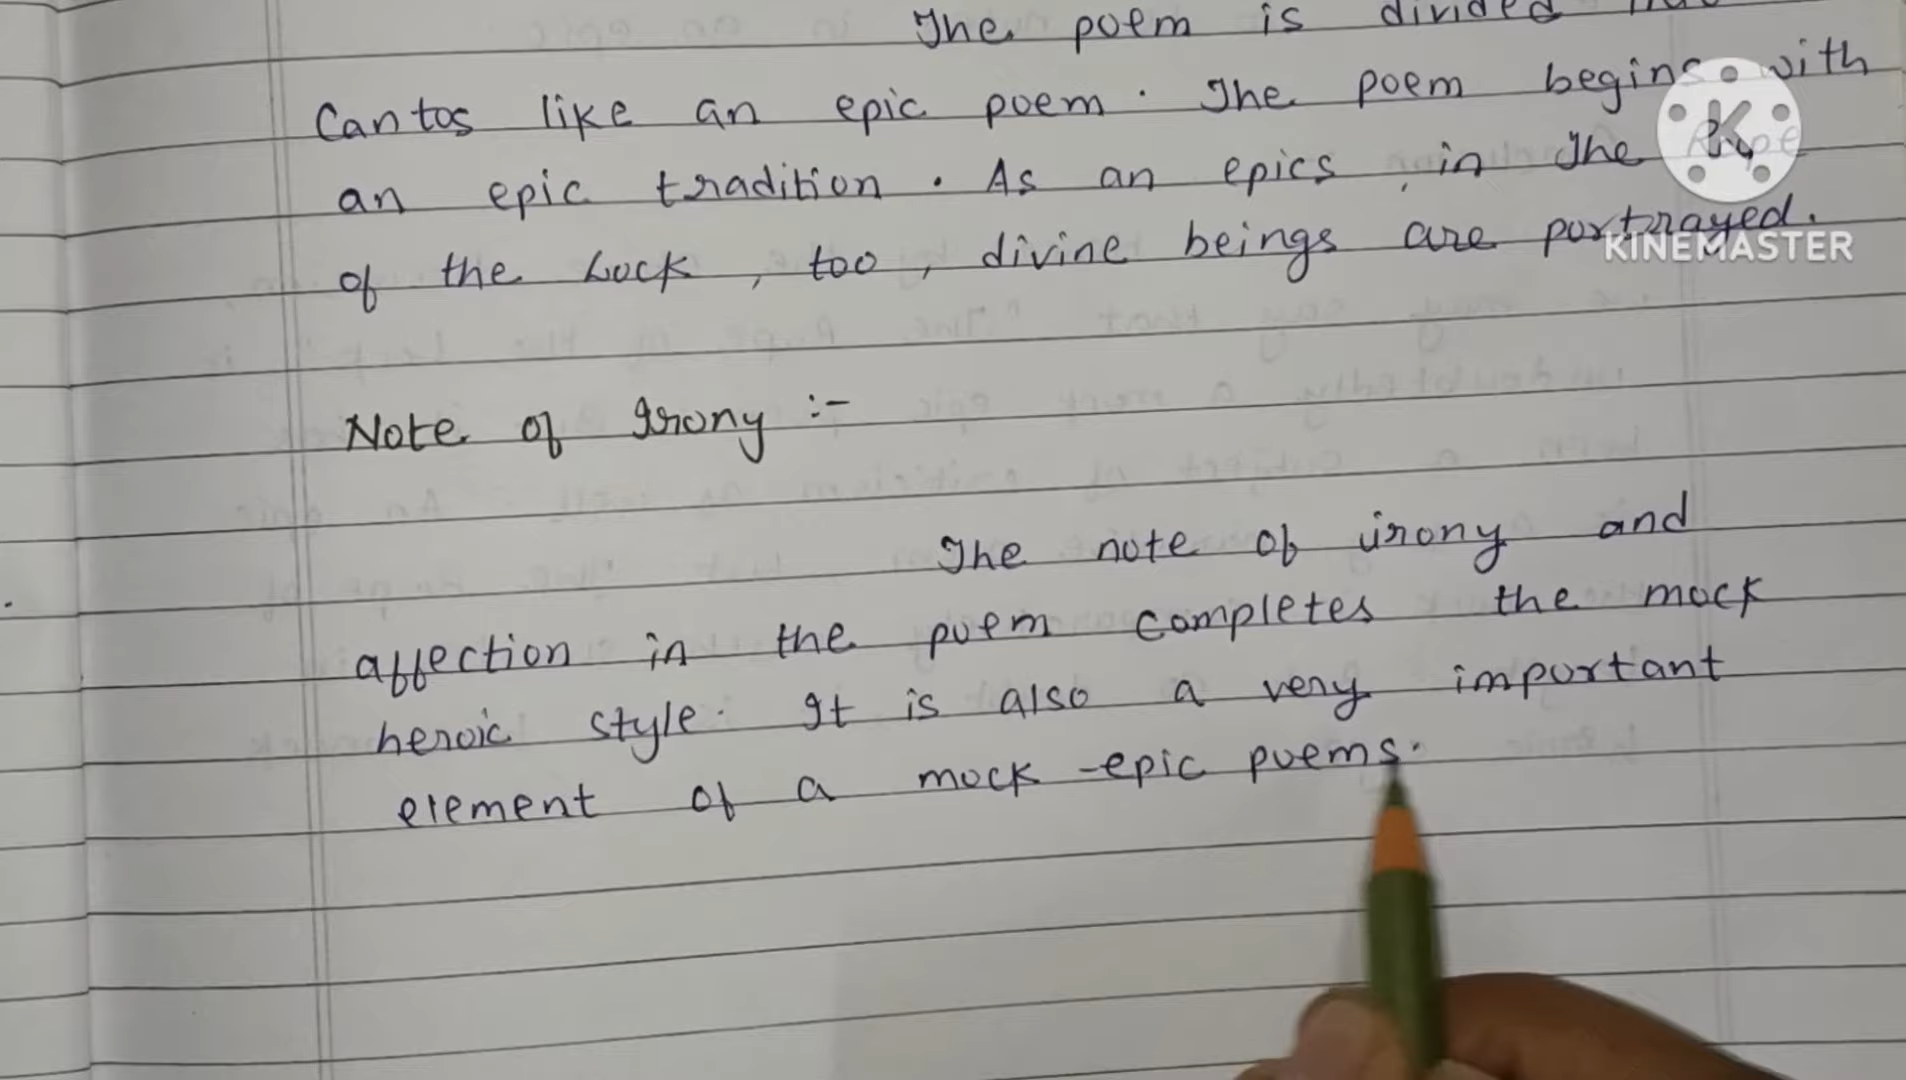 The poem is divided
Cantos like an epic poem. The poem begins with
an epic tradition. As an epics, in The Rape
of the Lock, too, divine beings are portrayed.
KINEMASTER
Note of Irony :-
The note of irony and
affection in the poem completes the mock
heroic style. It is also a very important
element of a mock-epic poems.